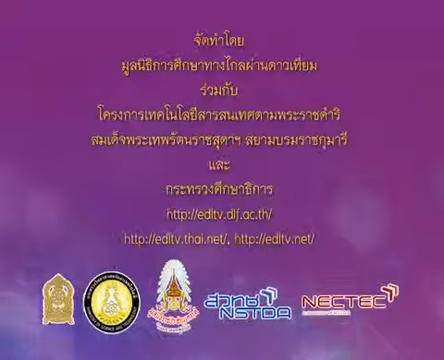 จัดทำโดย
มูลนิธิการศึกษาทางไกลผ่านดาวเทียม
ร่วมกับ
โครงการเทคโนโลยีสารสนเทศตามพระราชดำริ
สมเด็จพระเทพรัตนราชสุดาฯ สยามบรมราชกุมารี
และ
กระทรวงศึกษาธิการ
http://edltv.dlf.ac.th/
http://edltv.thai.net/, http://edltv.net/
สวทช
NSTDA
NECTEC